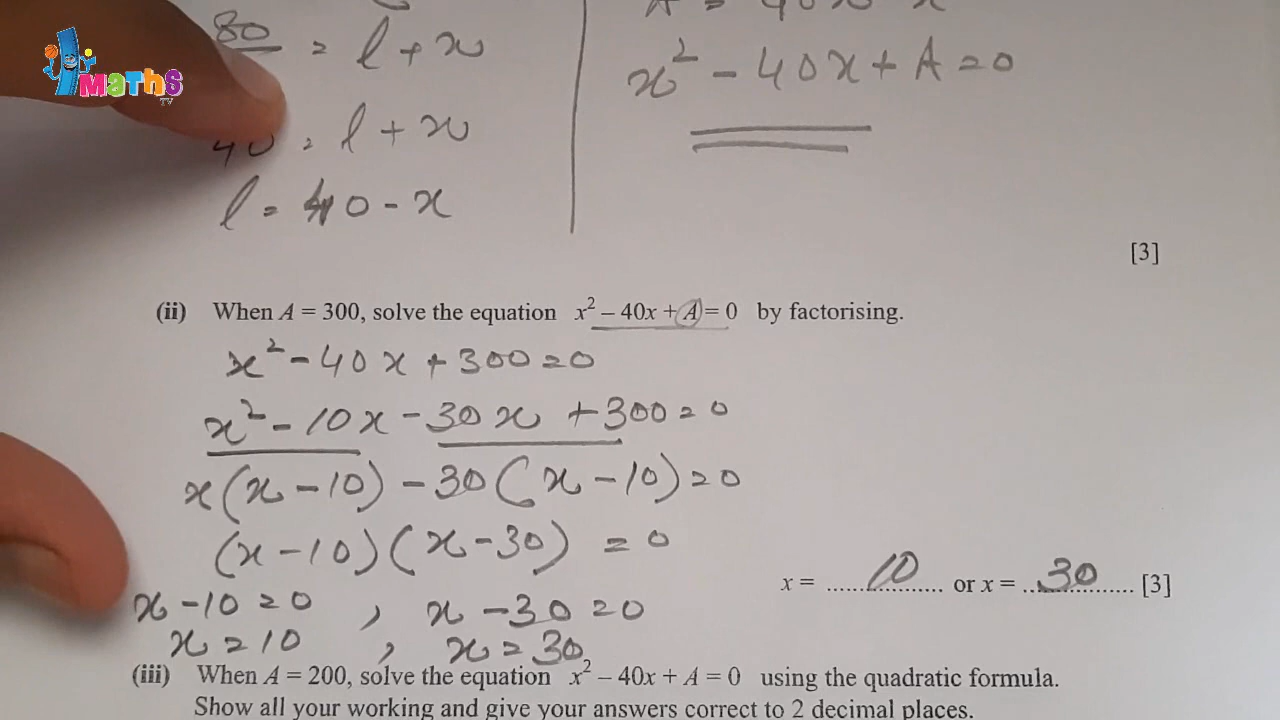 MATHS TV
80 = l + x
40 = l + x
l = 40 - x
x² - 40x + A = 0
[3]
(ii) When A = 300, solve the equation x² – 40x + A = 0 by factorising.
x² - 40x + 300 = 0
x² - 10x - 30x + 300 = 0
x(x - 10) - 30(x - 10) = 0
(x - 10)(x - 30) = 0
x = ......10...... or x = ......30...... [3]
x - 10 = 0 , x - 30 = 0
x = 10 , x = 30
(iii) When A = 200, solve the equation x² – 40x + A = 0 using the quadratic formula.
Show all your working and give your answers correct to 2 decimal places.